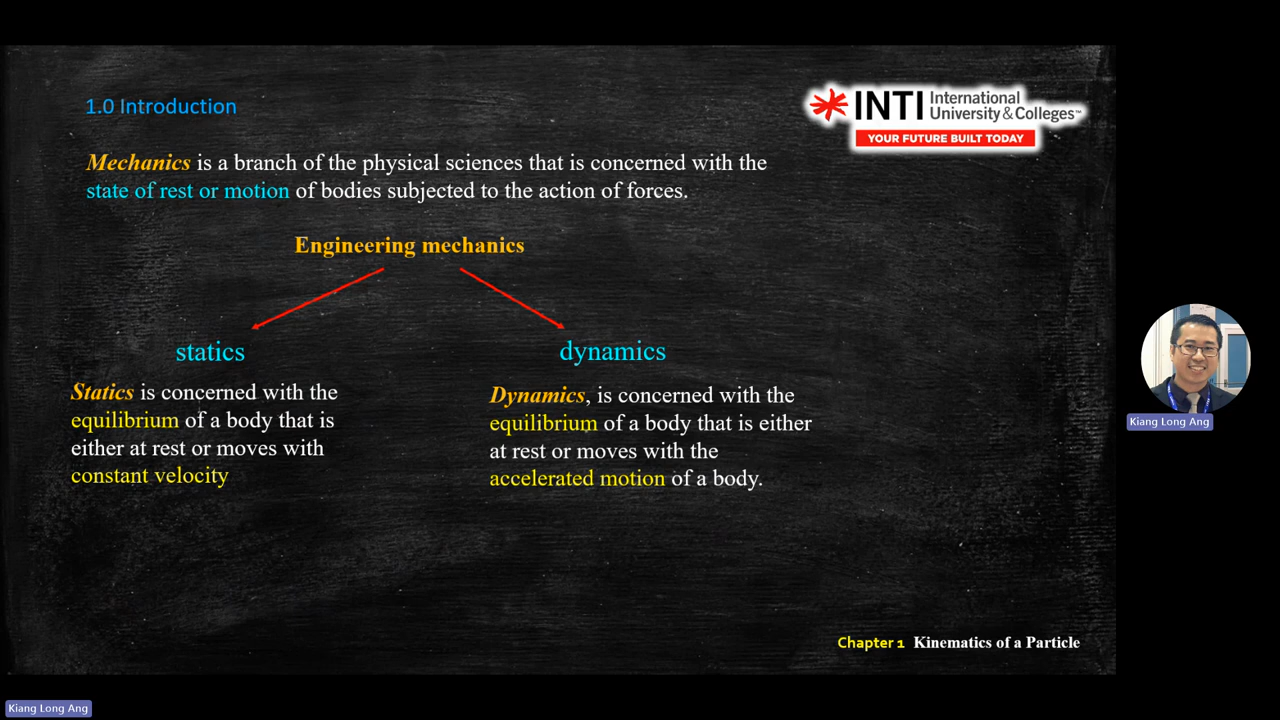 1.0 Introduction
INTI International
University & Colleges™
YOUR FUTURE BUILT TODAY
Mechanics is a branch of the physical sciences that is concerned with the
state of rest or motion of bodies subjected to the action of forces.
Engineering mechanics
statics
dynamics
Statics is concerned with the
equilibrium of a body that is
either at rest or moves with
constant velocity
Dynamics, is concerned with the
equilibrium of a body that is either
at rest or moves with the
accelerated motion of a body.
Kiang Long Ang
Chapter 1 Kinematics of a Particle
Kiang Long Ang